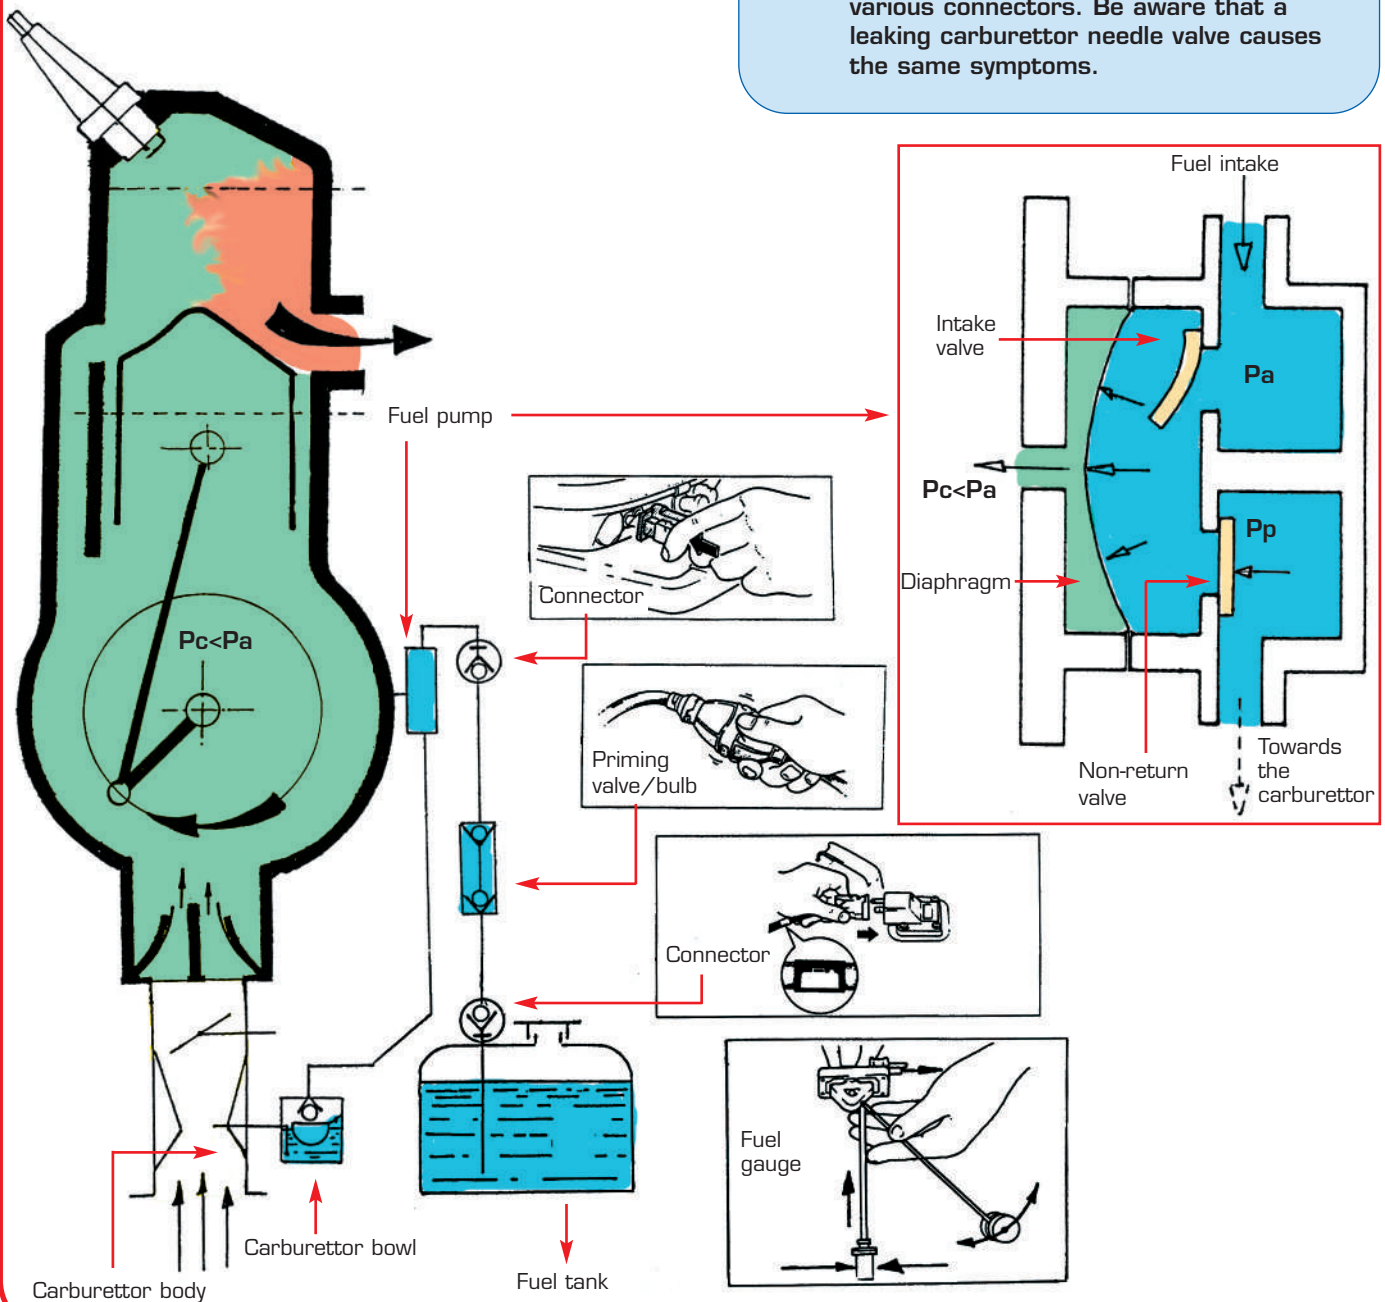 various connectors. Be aware that a
leaking carburettor needle valve causes
the same symptoms.
Fuel intake
Intake
valve
Pa
Fuel pump
Pc<Pa
Pp
Diaphragm
Connector
Pc<Pa
Priming
valve/bulb
Non-return
valve
Towards
the
carburettor
Connector
Fuel
gauge
Carburettor bowl
Fuel tank
Carburettor body